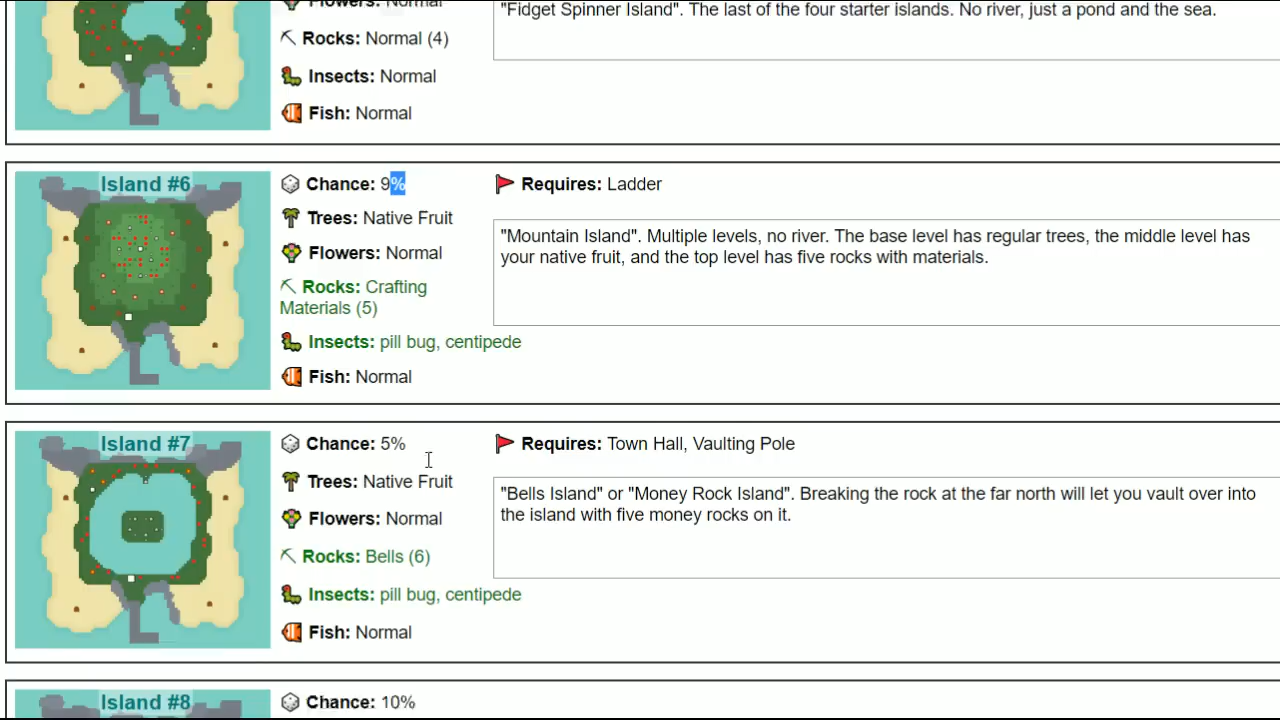 Flowers: Normal
"Fidget Spinner Island". The last of the four starter islands. No river, just a pond and the sea.
Rocks: Normal (4)
Insects: Normal
Fish: Normal
Island #6
Chance: 9%
Requires: Ladder
Trees: Native Fruit
"Mountain Island". Multiple levels, no river. The base level has regular trees, the middle level has
your native fruit, and the top level has five rocks with materials.
Flowers: Normal
Rocks: Crafting
Materials (5)
Insects: pill bug, centipede
Fish: Normal
Island #7
Chance: 5%
Requires: Town Hall, Vaulting Pole
Trees: Native Fruit
"Bells Island" or "Money Rock Island". Breaking the rock at the far north will let you vault over into
the island with five money rocks on it.
Flowers: Normal
Rocks: Bells (6)
Insects: pill bug, centipede
Fish: Normal
Island #8
Chance: 10%